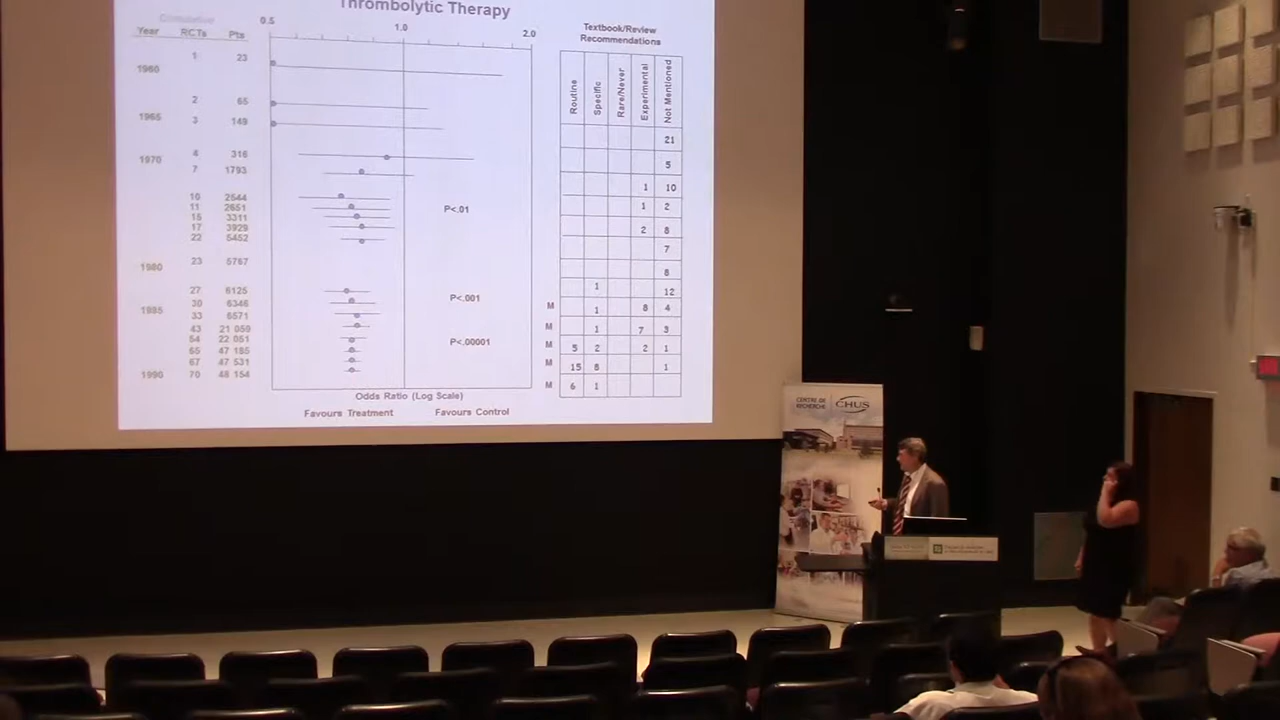 Thrombolytic Therapy
Cumulative
Year RCTs Pts
0.5 1.0 2.0
Textbook/Review
Recommendations
Routine Specific Rare/Never Experimental Not Mentioned
1 23
1960
2 65
1965 3 149
1970 4 316
7 1793
10 2544
11 2651
15 3311
17 3929
22 5452
P<.01
1980 23 5767
27 6125
30 6346
33 6571
43 21 059
54 22 051
65 47 185
67 47 531
1985
1990 70 48 154
P<.001
P<.00001
21
5
1 10
1 2
2 8
7
8
1 12
M 1 8 4
M 1 7 3
M 5 2 2 1
M 15 8 1
M 6 1
Odds Ratio (Log Scale)
Favours Treatment Favours Control
CENTRE DE
RECHERCHE
CHUS